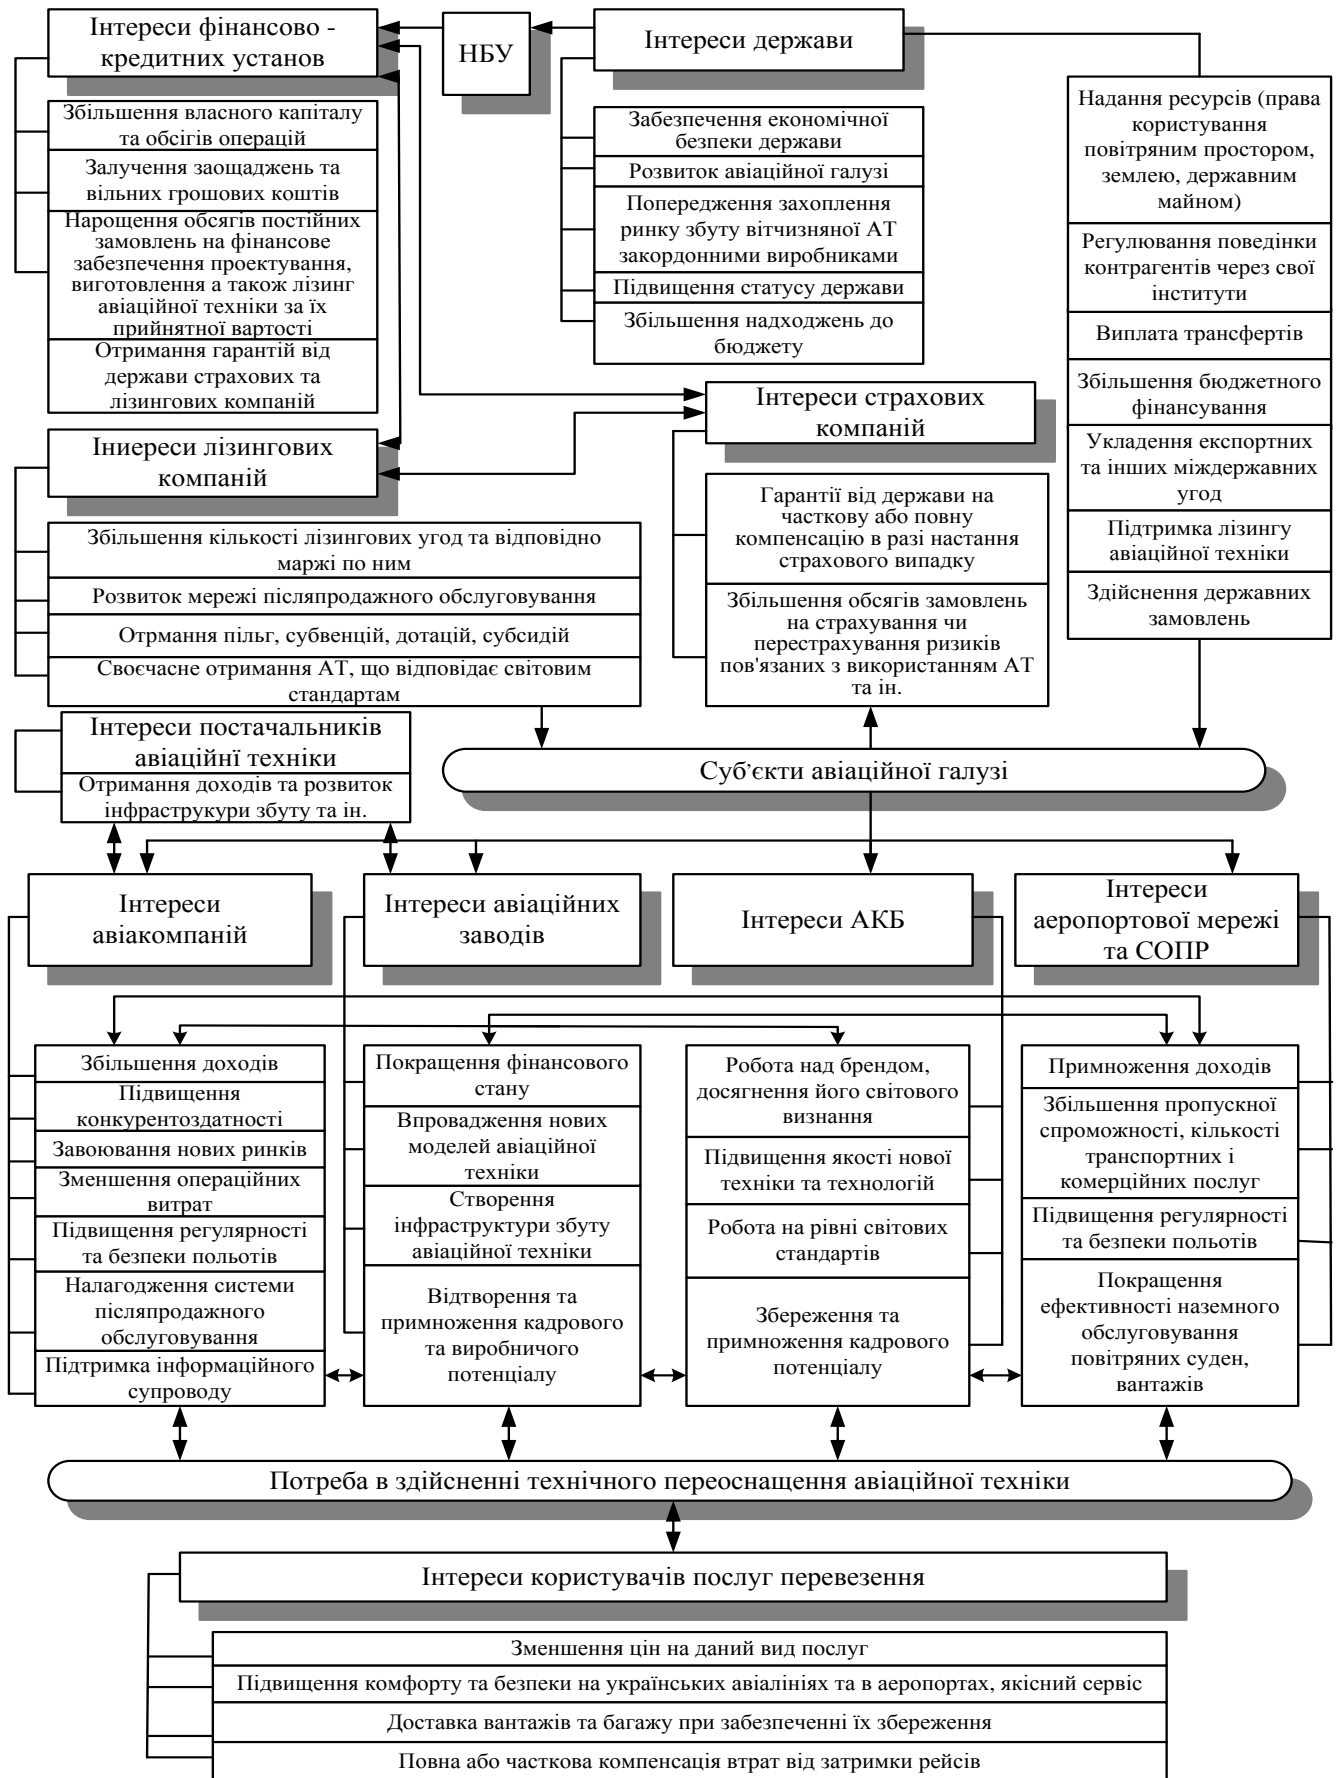 Інтереси фінансово -
кредитних установ
НБУ
Інтереси держави
Збільшення власного капіталу
та обсігів операцій
Залучення заощаджень та
вільних грошових коштів
Нарощення обсягів постійних
замовлень на фінансове
забезпечення проектування,
виготовлення а також лізинг
авіаційної техніки за їх
прийнятної вартості
Отримання гарантій від
держави страхових та
лізингових компаній
Забезпечення економічної
безпеки держави
Розвиток авіаційної галузі
Попередження захоплення
ринку збуту вітчизняної АТ
закордонними виробниками
Підвищення статусу держави
Збільшення надходжень до
бюджету
Надання ресурсів (права
користування
повітряним простором,
землею, державним
майном)
Регулювання поведінки
контрагентів через свої
інститути
Виплата трансфертів
Збільшення бюджетного
фінансування
Укладення експортних
та інших міждержавних
угод
Підтримка лізингу
авіаційної техніки
Здійснення державних
замовлень
Інтереси страхових
компаній
Гарантії від держави на
часткову або повну
компенсацію в разі настання
страхового випадку
Збільшення обсягів замовлень
на страхування чи
перестрахування ризиків
пов'язаних з використанням АТ
та ін.
Іниереси лізингових
компаній
Збільшення кількості лізингових угод та відповідно
маржі по ним
Розвиток мережі післяпродажного обслуговування
Отрмання пільг, субвенцій, дотацій, субсидій
Своєчасне отримання АТ, що відповідає світовим
стандартам
Інтереси постачальників
авіаційнї техніки
Отримання доходів та розвиток
інфраструкури збуту та ін.
Суб'єкти авіаційної галузі
Інтереси
авіакомпаній
Інтереси авіаційних
заводів
Інтереси АКБ
Інтереси
аеропортової мережі
та СОПР
Збільшення доходів
Підвищення
конкурентоздатності
Завоювання нових ринків
Зменшення операційних
витрат
Підвищення регулярності
та безпеки польотів
Налагодження системи
післяпродажного
обслуговування
Підтримка інформаційного
супроводу
Покращення фінансового
стану
Впровадження нових
моделей авіаційної
техніки
Створення
інфраструктури збуту
авіаційної техніки
Відтворення та
примноження кадрового
та виробничого
потенціалу
Робота над брендом,
досягнення його світового
визнання
Підвищення якості нової
техніки та технологій
Робота на рівні світових
стандартів
Збереження та
примноження кадрового
потенціалу
Примноження доходів
Збільшення пропускної
спроможності, кількості
транспортних і
комерційних послуг
Підвищення регулярності
та безпеки польотів
Покращення
ефективності наземного
обслуговування
повітряних суден,
вантажів
Потреба в здійсненні технічного переоснащення авіаційної техніки
Інтереси користувачів послуг перевезення
Зменшення цін на даний вид послуг
Підвищення комфорту та безпеки на українських авіалініях та в аеропортах, якісний сервіс
Доставка вантажів та багажу при забезпеченні їх збереження
Повна або часткова компенсація втрат від затримки рейсів